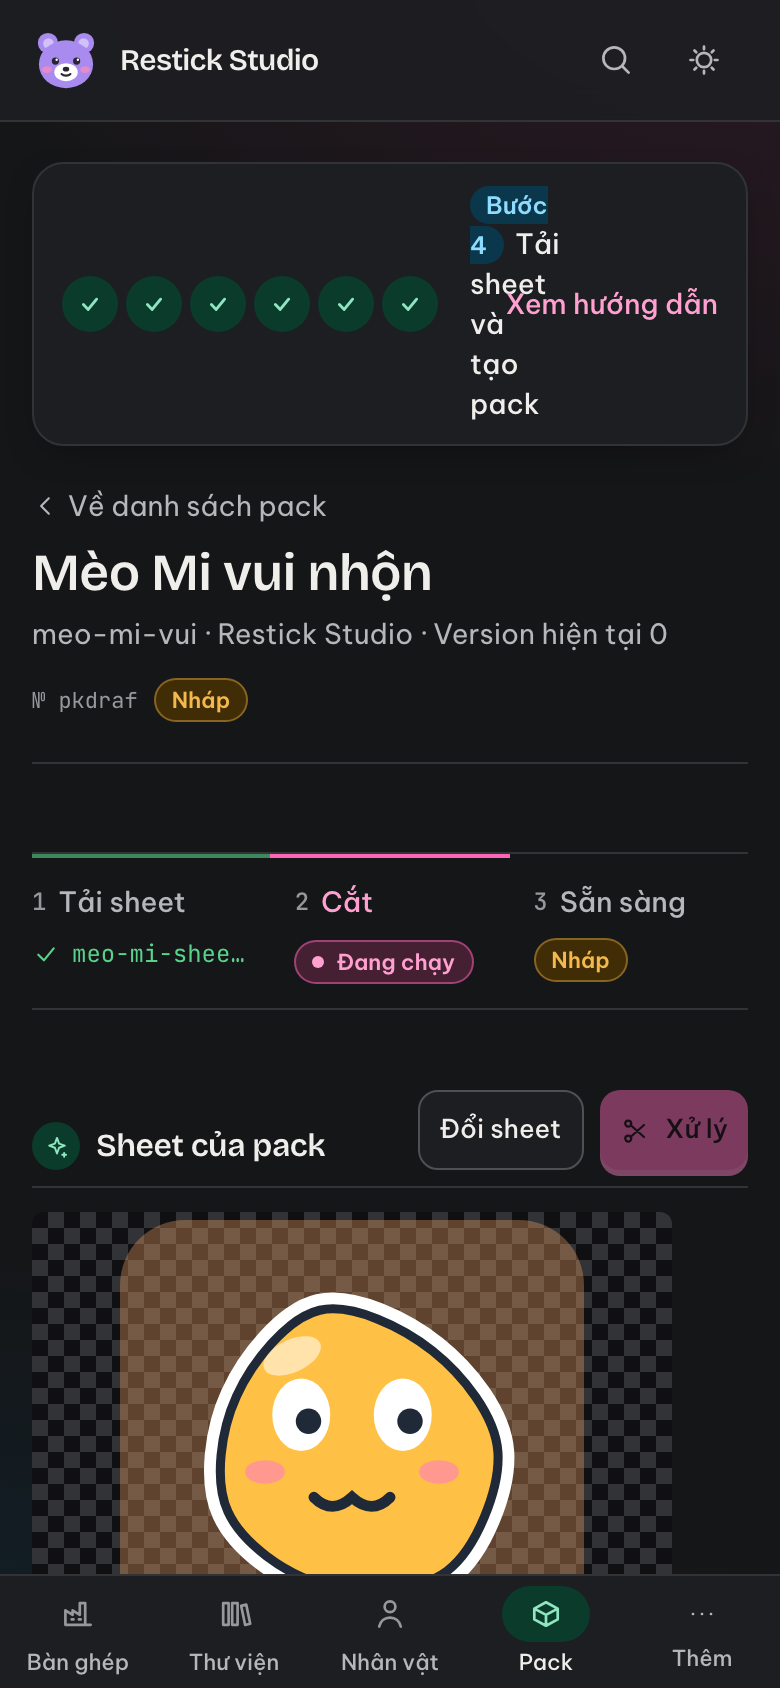 Restick Studio
Bước
4 Tải
sheet
và
tạo
pack
Xem hướng dẫn
Về danh sách pack
Mèo Mi vui nhộn
meo-mi-vui · Restick Studio · Version hiện tại 0
№ pkdraf Nháp
1 Tải sheet
2 Cắt
3 Sẵn sàng
meo-mi-shee…
Đang chạy
Nháp
Sheet của pack
Đổi sheet
Xử lý
Bàn ghép
Thư viện
Nhân vật
Pack
Thêm